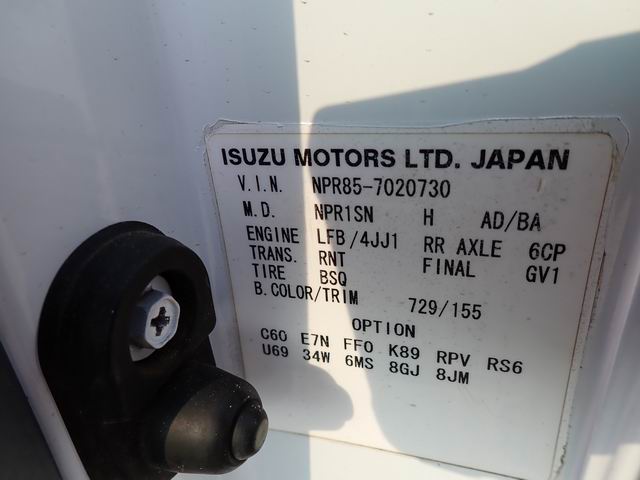 ISUZU MOTORS LTD. JAPAN
V.I.N. NPR85-7020730
M.D. NPR1SN H AD/BA
ENGINE LFB/4JJ1 RR AXLE 6CP
TRANS. RNT FINAL GV1
TIRE BSQ
B.COLOR/TRIM 729/155
OPTION
C60 E7N FFO K89 RPV RS6
U69 34W 6MS 8GJ 8JM